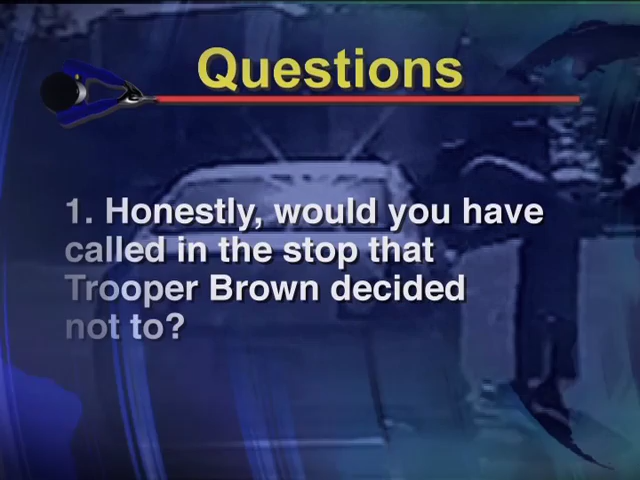 Questions
1. Honestly, would you have
called in the stop that
Trooper Brown decided
not to?